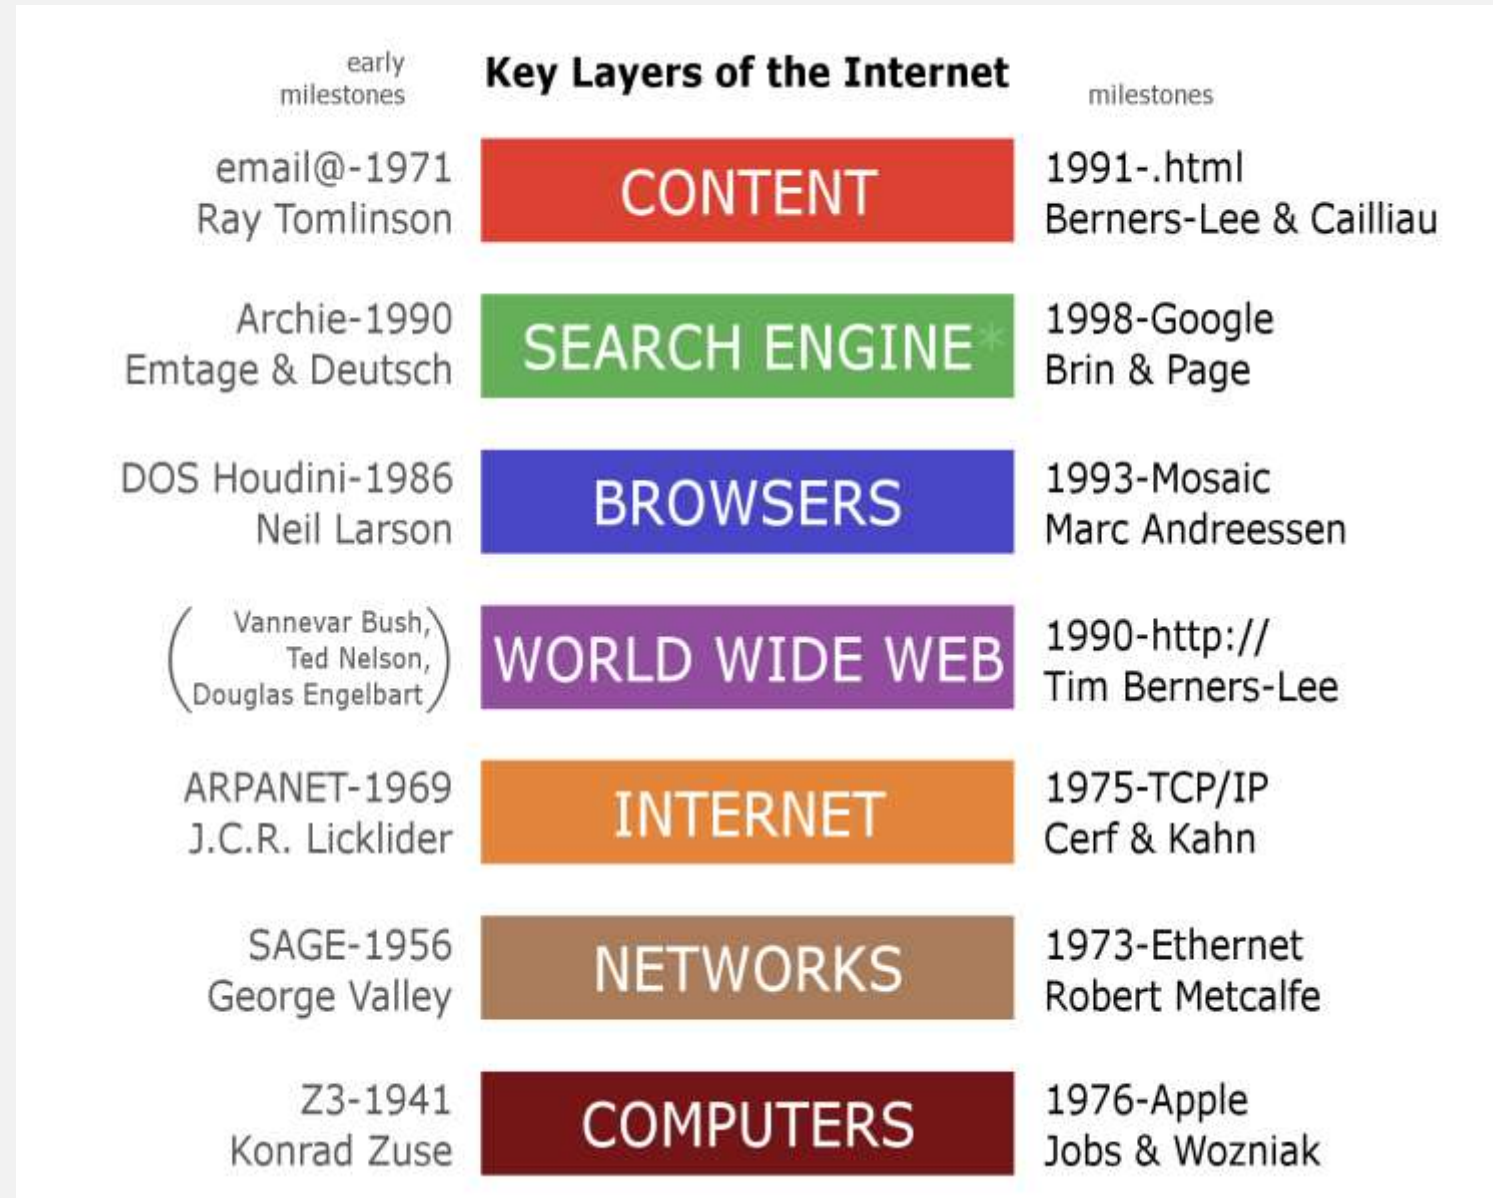 early
milestones
Key Layers of the Internet
milestones
email@-1971
Ray Tomlinson
CONTENT
1991-.html
Berners-Lee & Cailliau
Archie-1990
Emtage & Deutsch
SEARCH ENGINE*
1998-Google
Brin & Page
DOS Houdini-1986
Neil Larson
BROWSERS
1993-Mosaic
Marc Andreessen
(Vannevar Bush,
Ted Nelson,
Douglas Engelbart)
WORLD WIDE WEB
1990-http://
Tim Berners-Lee
ARPANET-1969
J.C.R. Licklider
INTERNET
1975-TCP/IP
Cerf & Kahn
SAGE-1956
George Valley
NETWORKS
1973-Ethernet
Robert Metcalfe
Z3-1941
Konrad Zuse
COMPUTERS
1976-Apple
Jobs & Wozniak